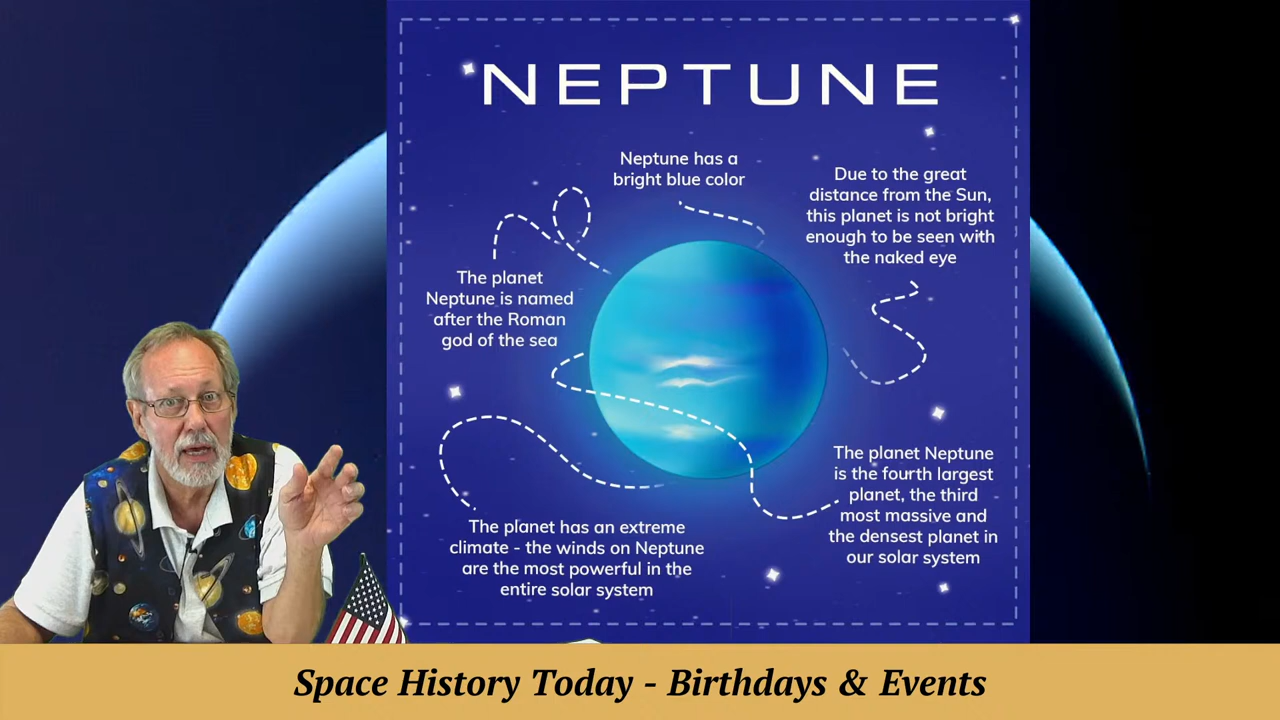 NEPTUNE
Neptune has a
bright blue color
Due to the great
distance from the Sun,
this planet is not bright
enough to be seen with
the naked eye
The planet
Neptune is named
after the Roman
god of the sea
The planet Neptune
is the fourth largest
planet, the third
most massive and
the densest planet in
our solar system
The planet has an extreme
climate - the winds on Neptune
are the most powerful in the
entire solar system
Space History Today - Birthdays & Events